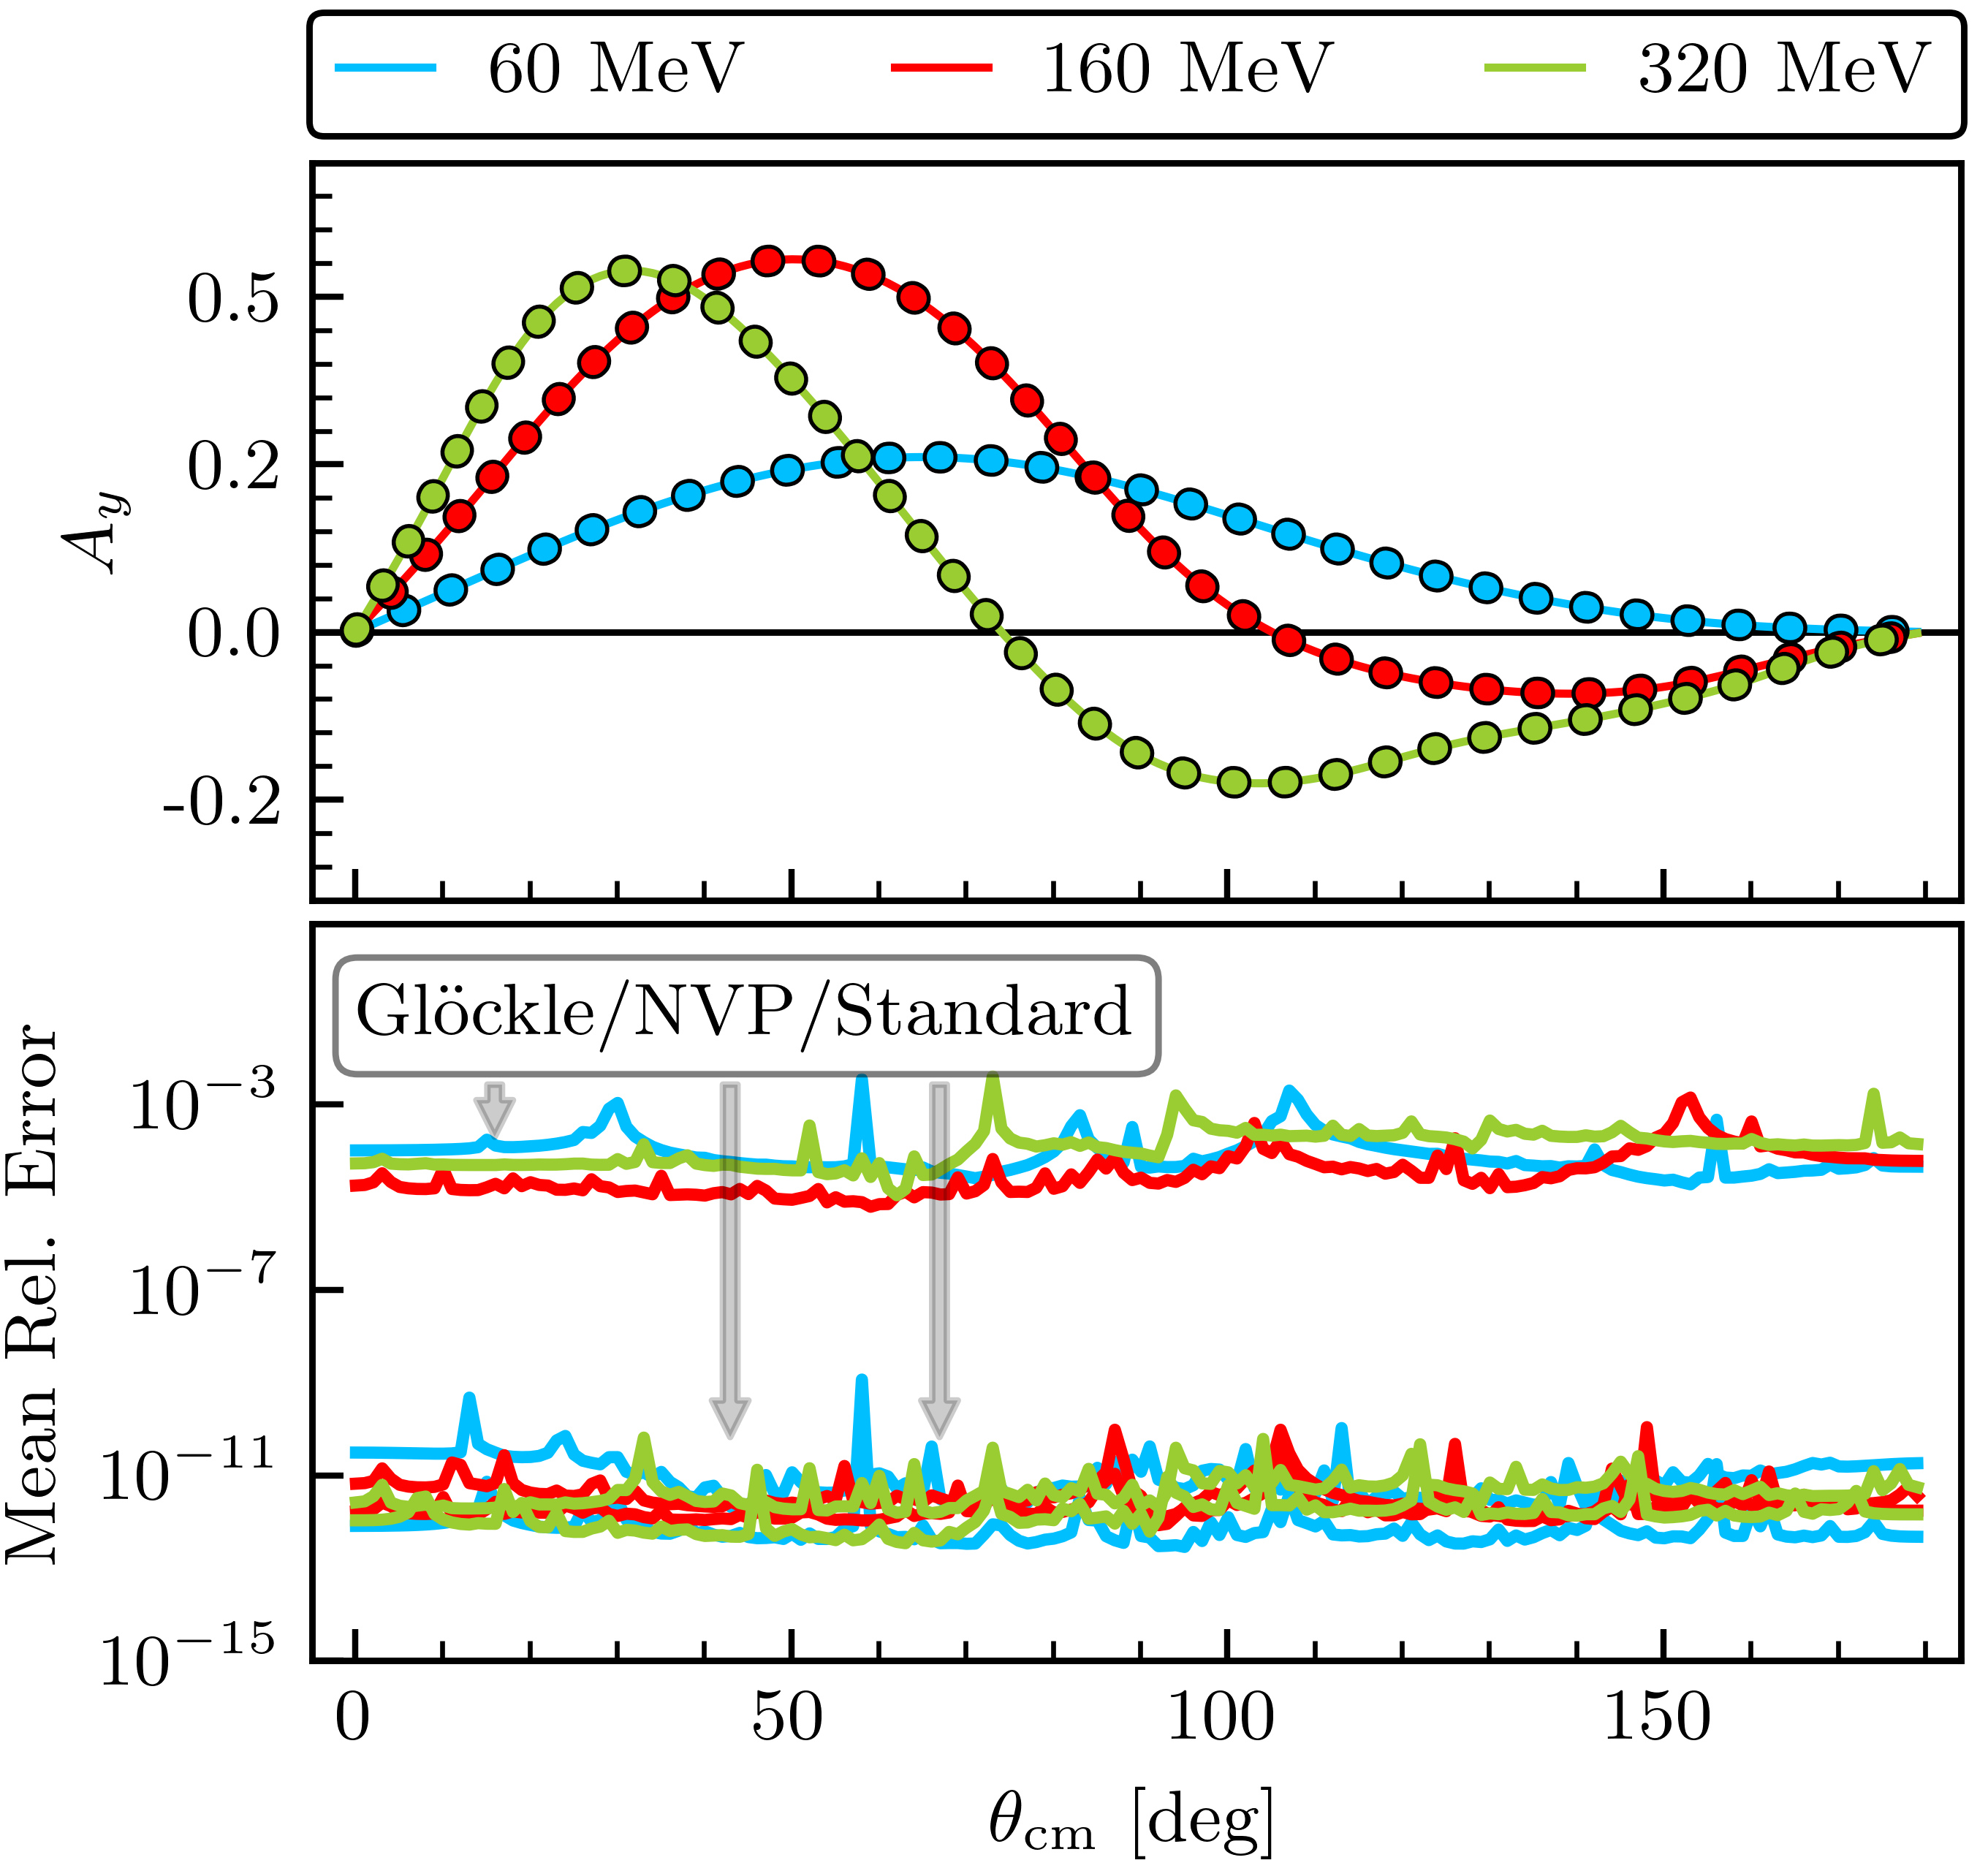 60 MeV 160 MeV 320 MeV
0.5
0.2
0.0
-0.2
A_y
Glöckle/NVP/Standard
10⁻³
10⁻⁷
10⁻¹¹
10⁻¹⁵
Mean Rel. Error
0 50 100 150
θ_cm [deg]